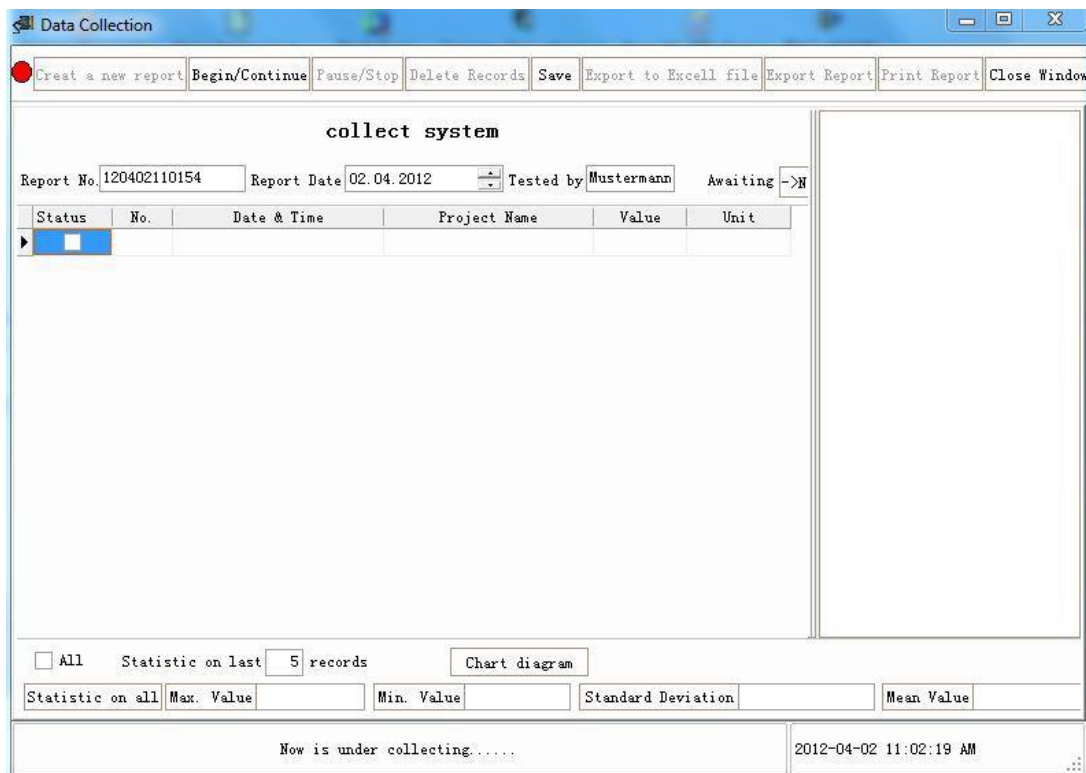 Data Collection
Creat a new report Begin/Continue Pause/Stop Delete Records Save Export to Excell file Export Report Print Report Close Window
collect system
Report No. 120402110154 Report Date 02.04.2012 Tested by Mustermann Awaiting ->N
Status No. Date & Time Project Name Value Unit
All Statistic on last 5 records Chart diagram
Statistic on all Max. Value Min. Value Standard Deviation Mean Value
Now is under collecting...... 2012-04-02 11:02:19 AM